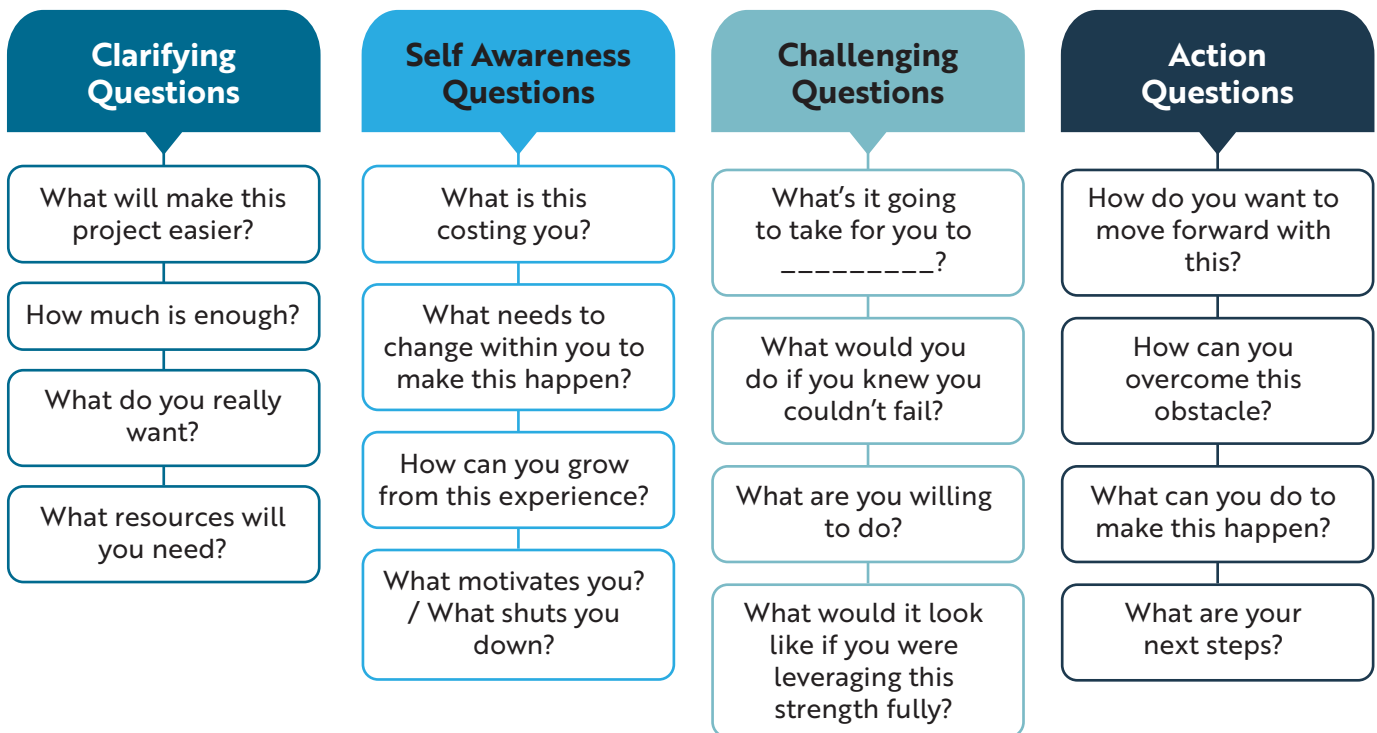 Clarifying
Questions
What will make this
project easier?
How much is enough?
What do you really
want?
What resources will
you need?
Self Awareness
Questions
What is this
costing you?
What needs to
change within you to
make this happen?
How can you grow
from this experience?
What motivates you?
/ What shuts you
down?
Challenging
Questions
What’s it going
to take for you to
_________?
What would you
do if you knew you
couldn’t fail?
What are you willing
to do?
What would it look
like if you were
leveraging this
strength fully?
Action
Questions
How do you want to
move forward with
this?
How can you
overcome this
obstacle?
What can you do to
make this happen?
What are your
next steps?